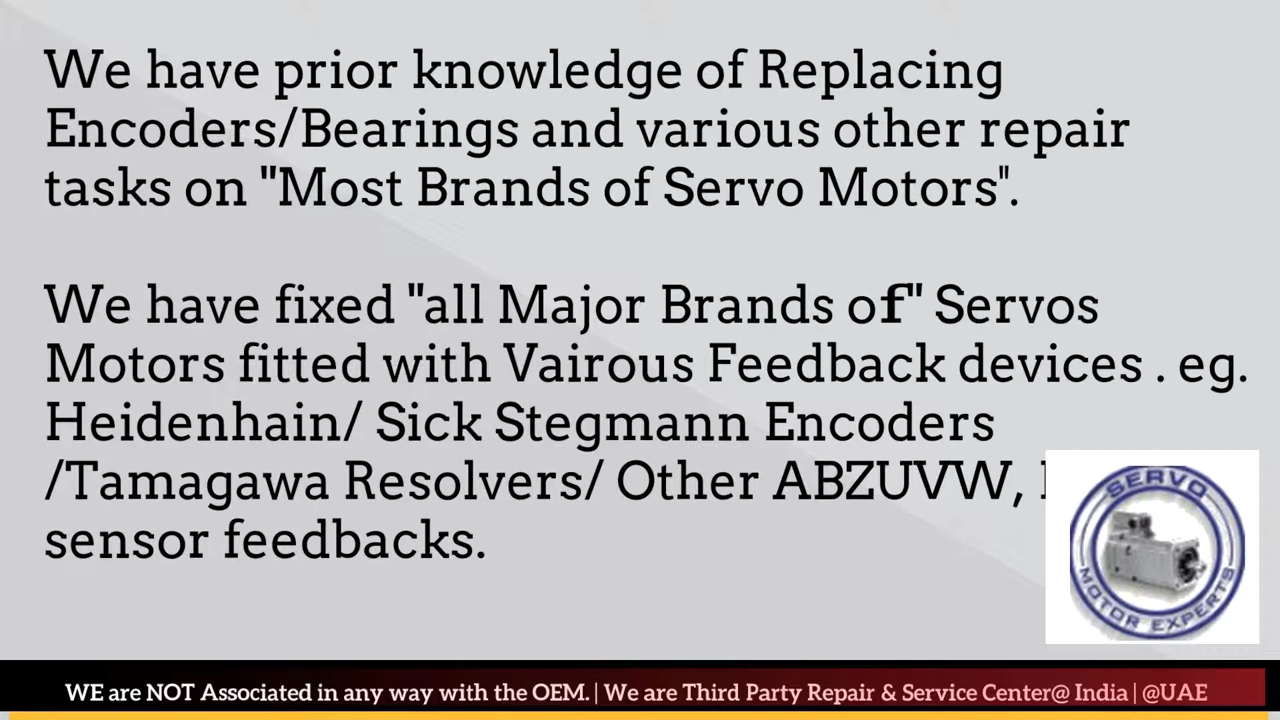 We have prior knowledge of Replacing
Encoders/Bearings and various other repair
tasks on "Most Brands of Servo Motors".
We have fixed "all Major Brands of" Servos
Motors fitted with Vairous Feedback devices . eg.
Heidenhain/ Sick Stegmann Encoders
/Tamagawa Resolvers/ Other ABZUVW,
sensor feedbacks.
SERVO
MOTOR EXPERTS
WE are NOT Associated in any way with the OEM. | We are Third Party Repair & Service Center@ India | @UAE